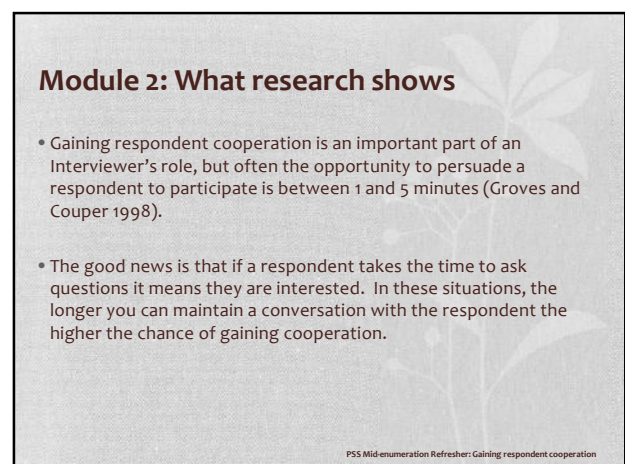 Module 2: What research shows
• Gaining respondent cooperation is an important part of an
Interviewer's role, but often the opportunity to persuade a
respondent to participate is between 1 and 5 minutes (Groves and
Couper 1998).
• The good news is that if a respondent takes the time to ask
questions it means they are interested.  In these situations, the
longer you can maintain a conversation with the respondent the
higher the chance of gaining cooperation.
PSS Mid-enumeration Refresher: Gaining respondent cooperation